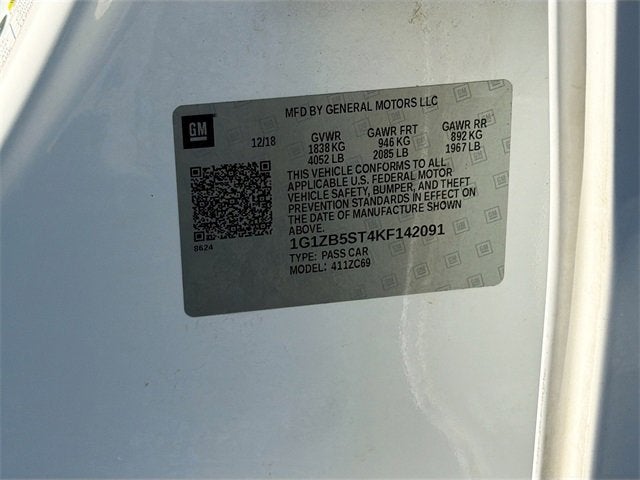 MFD BY GENERAL MOTORS LLC
GM
12/18
GVWR GAWR FRT GAWR RR
1838 KG 946 KG 892 KG
4052 LB 2085 LB 1967 LB
THIS VEHICLE CONFORMS TO ALL
APPLICABLE U.S. FEDERAL MOTOR
VEHICLE SAFETY, BUMPER, AND THEFT
PREVENTION STANDARDS IN EFFECT ON
THE DATE OF MANUFACTURE SHOWN
ABOVE.
8624
1G1ZB5ST4KF142091
TYPE: PASS CAR
MODEL: 411ZC69